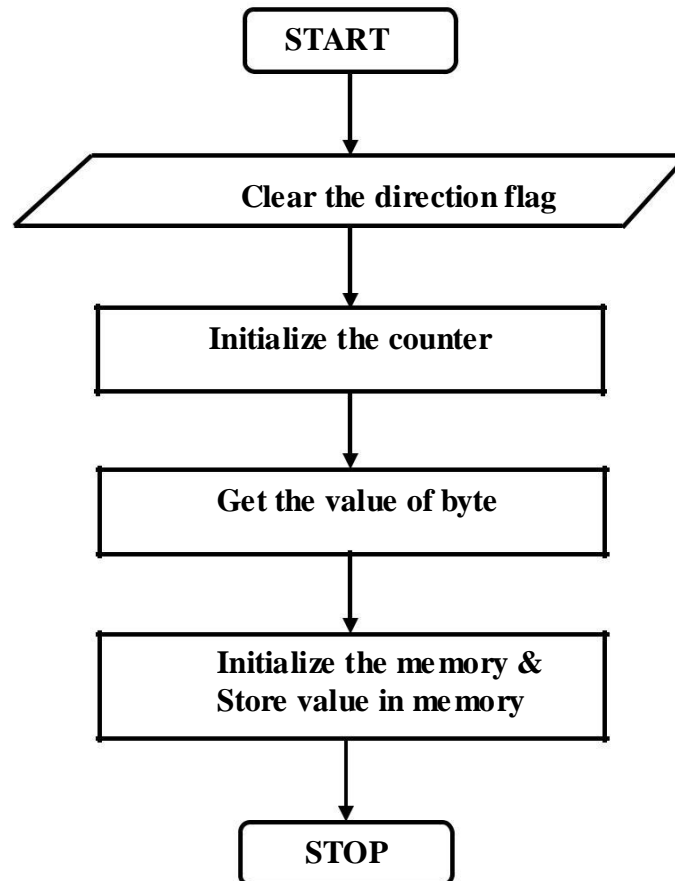 START
Clear the direction flag
Initialize the counter
Get the value of byte
Initialize the memory &
Store value in memory
STOP